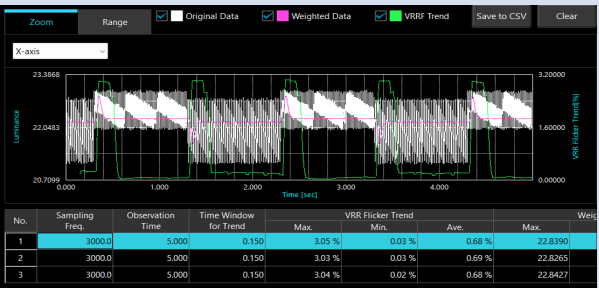 Zoom
Range
Original Data
Weighted Data
VRRF Trend
Save to CSV
Clear
X-axis
23.3868
22.0483
20.7099
Luminance
3.20000
1.60000
0.00000
VRR Flicker Trend[%]
0.000 1.000 2.000 3.000 4.000
Time [sec]
No. Sampling Freq. Observation Time Time Window for Trend VRR Flicker Trend Weig
Max. Min. Ave. Max.
1 3000.0 5.000 0.150 3.05 % 0.03 % 0.68 % 22.8390
2 3000.0 5.000 0.150 3.03 % 0.03 % 0.69 % 22.8265
3 3000.0 5.000 0.150 3.04 % 0.02 % 0.68 % 22.8427